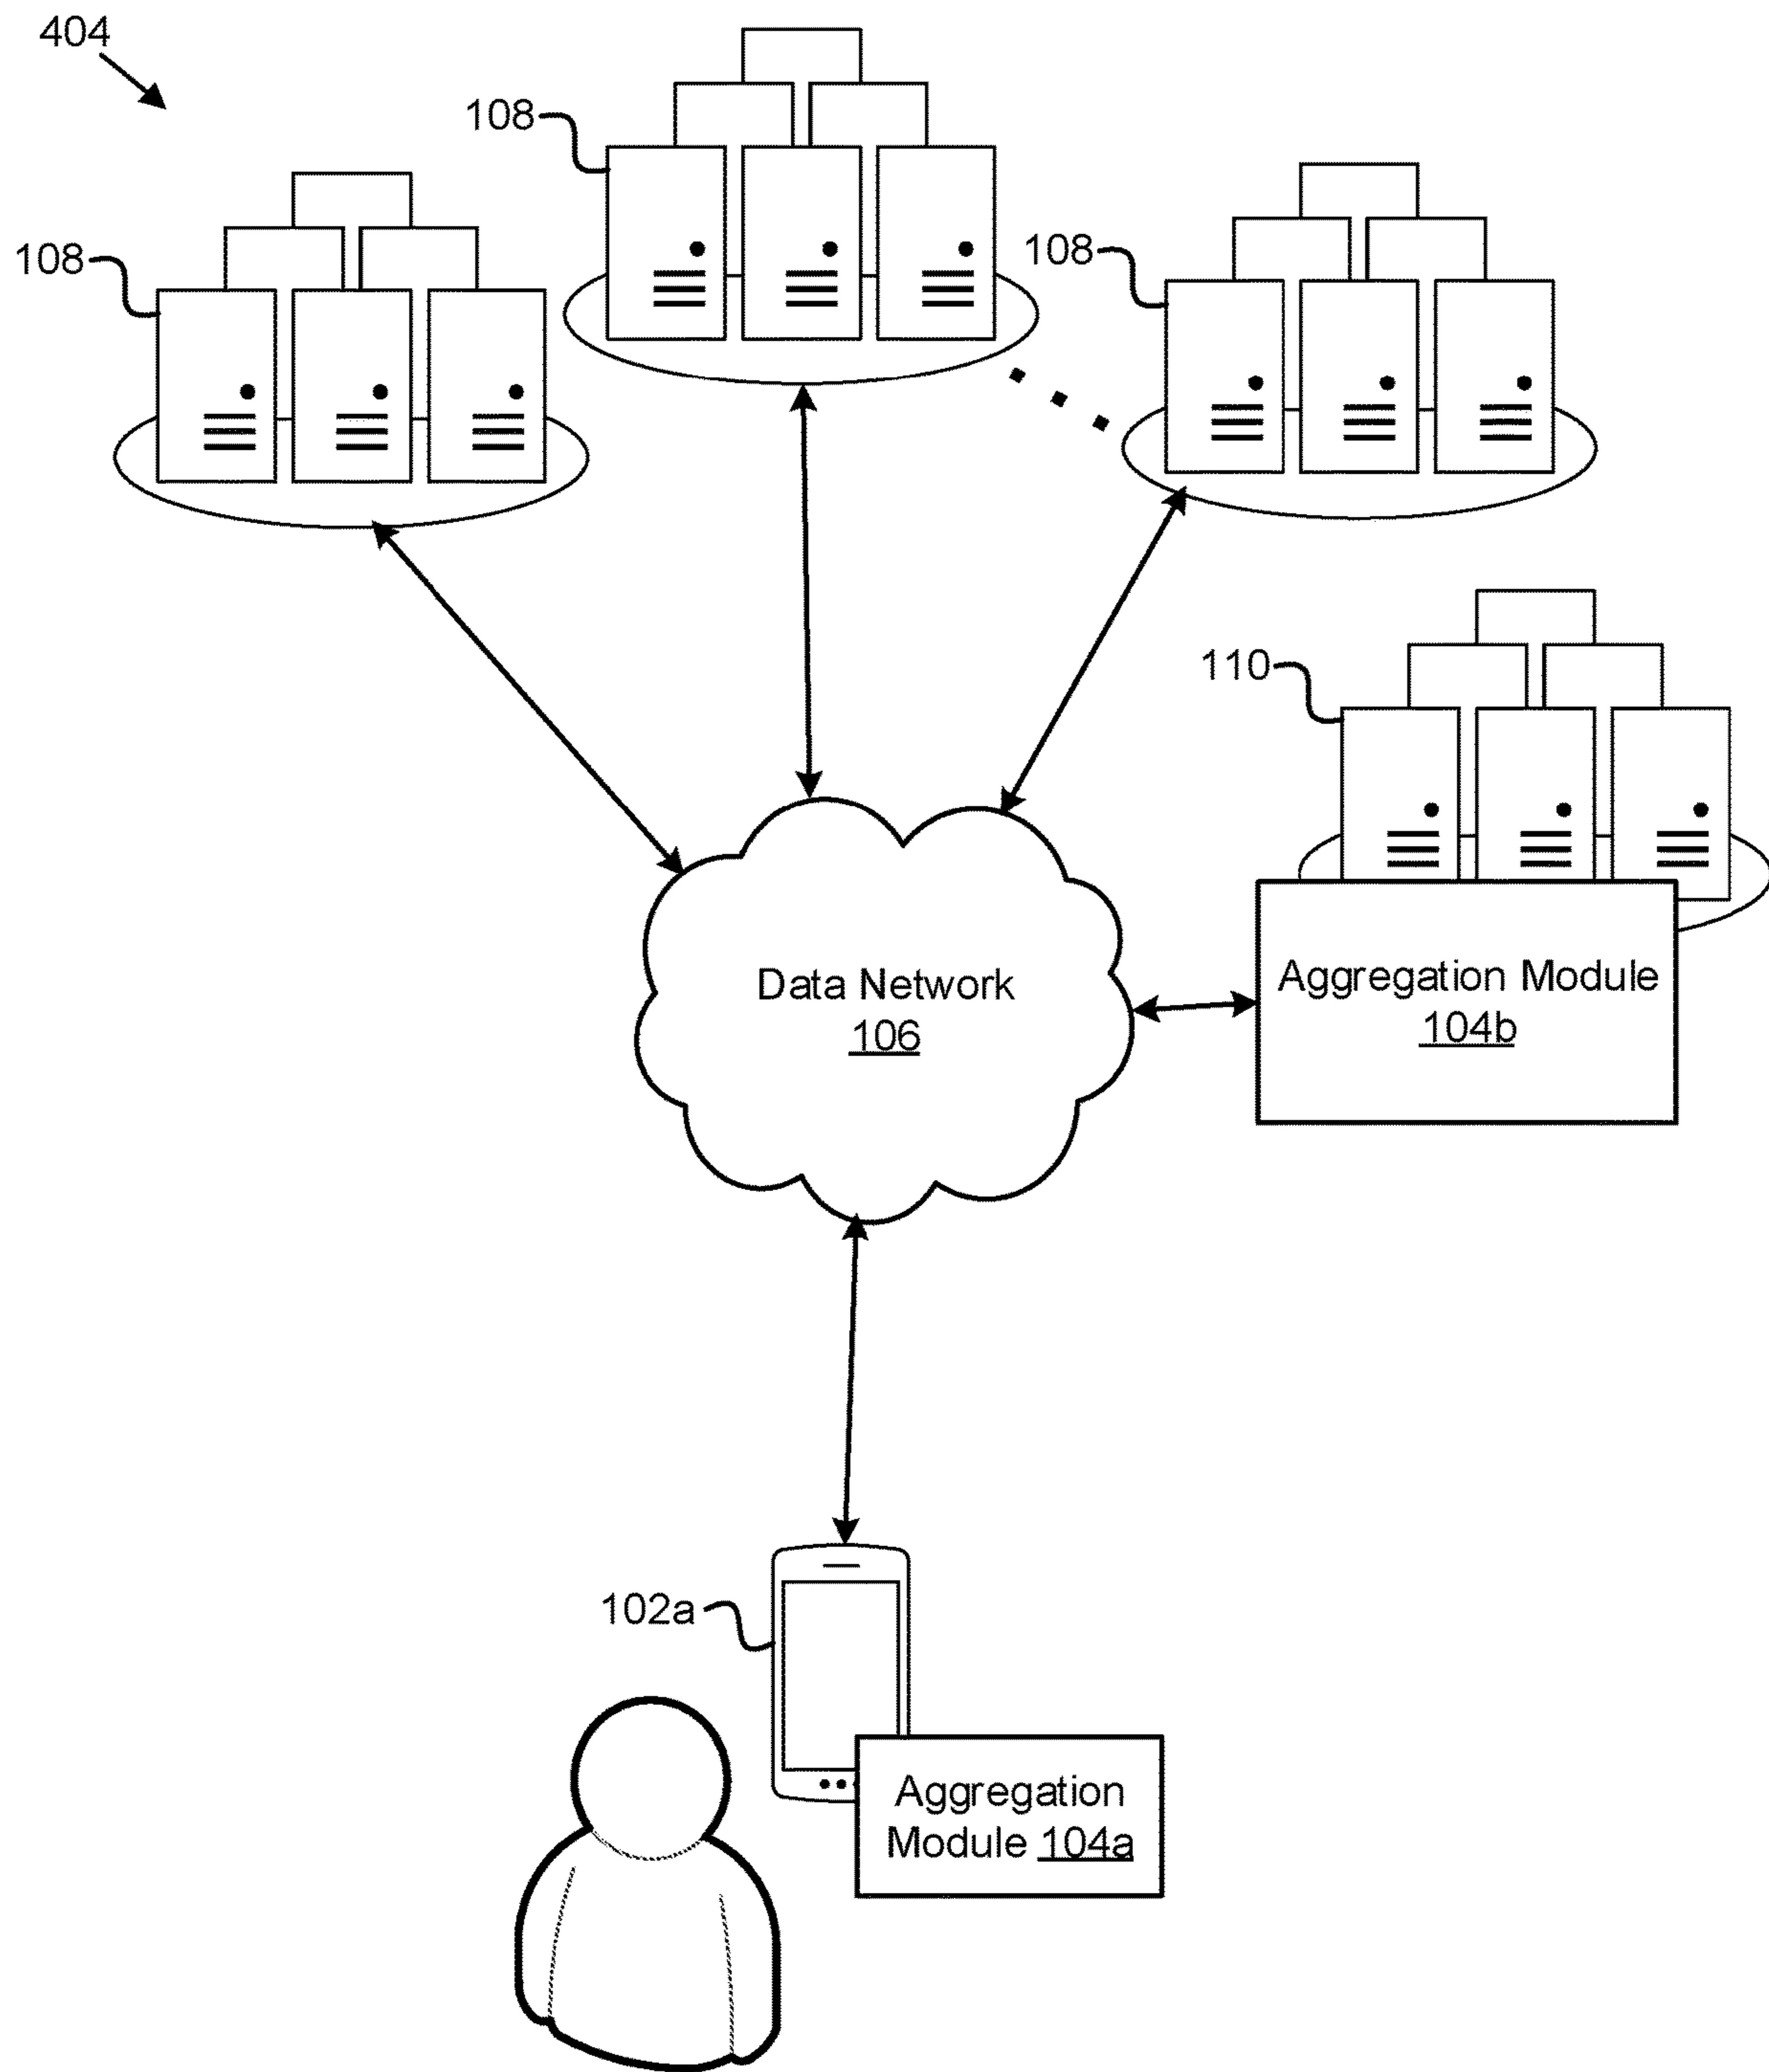 404
108
108
108
110
Data Network
106
Aggregation Module
104b
102a
Aggregation
Module 104a